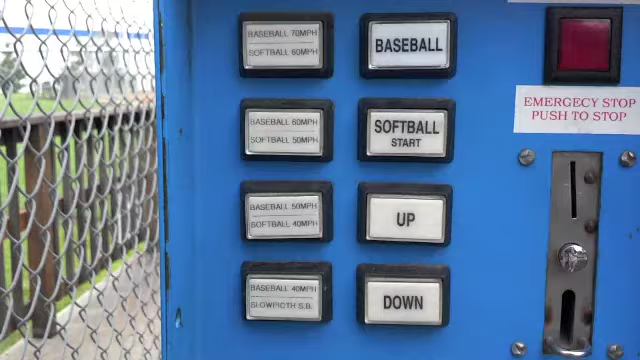 BASEBALL 70MPH
SOFTBALL 60MPH
BASEBALL
BASEBALL 60MPH
SOFTBALL 50MPH
SOFTBALL
START
BASEBALL 50MPH
SOFTBALL 40MPH
UP
BASEBALL 40MPH
SLOWPICTH S.B.
DOWN
EMERGECY STOP
PUSH TO STOP